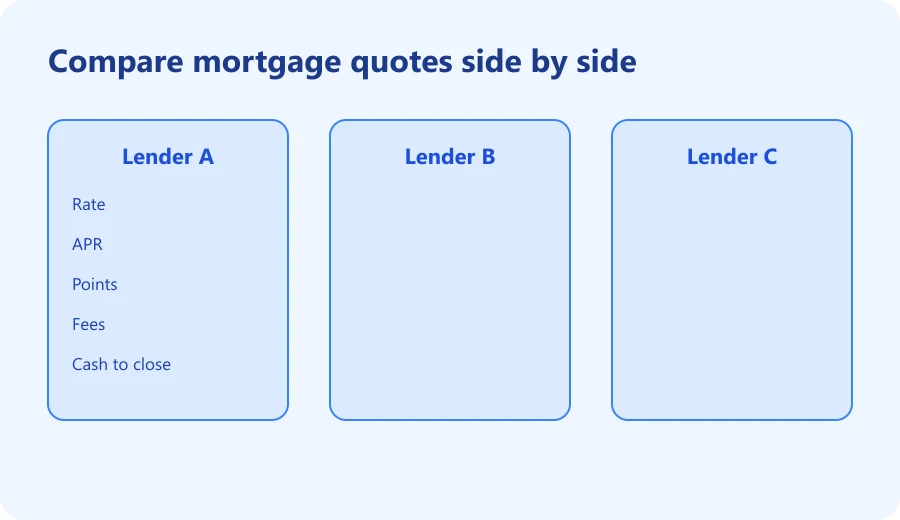 Compare mortgage quotes side by side
Lender A
Rate
APR
Points
Fees
Cash to close
Lender B
Lender C